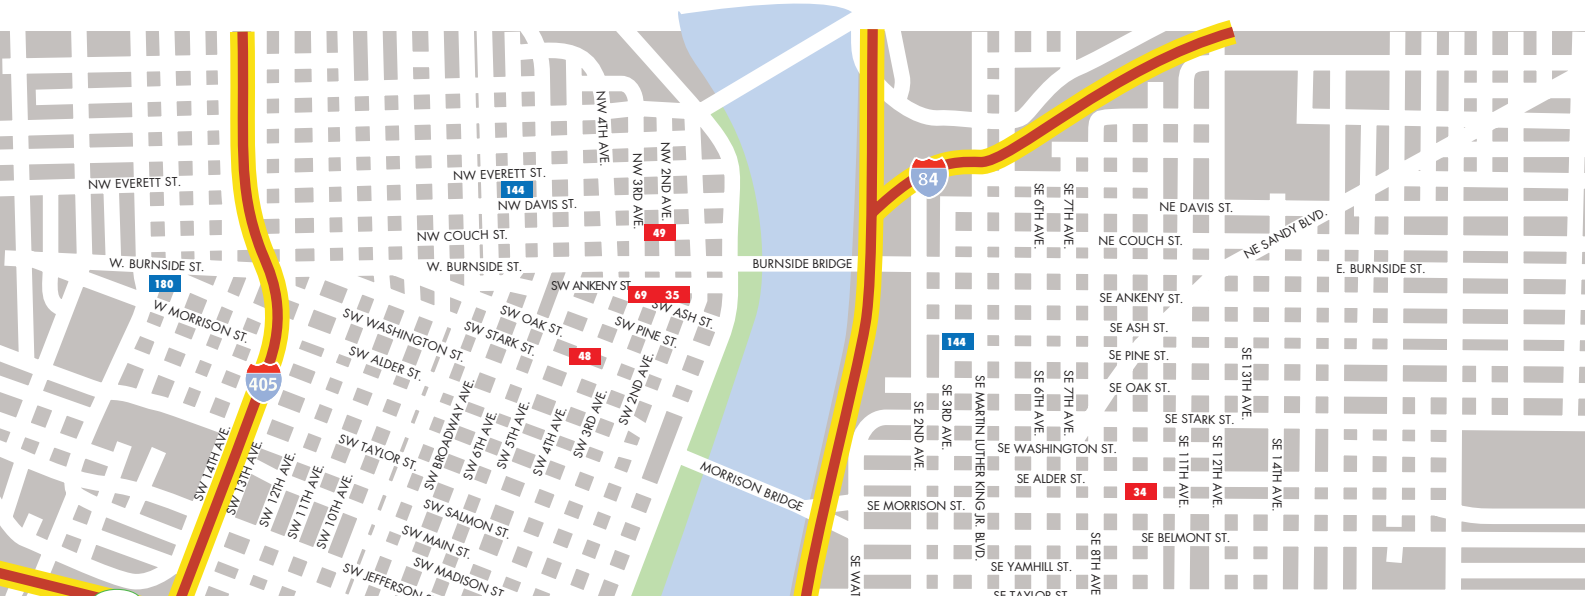 NW 4TH AVE.
NW 3RD AVE.
NW 2ND AVE.
NW EVERETT ST.
NW EVERETT ST.
144
NW DAVIS ST.
49
NW COUCH ST.
W. BURNSIDE ST.
W. BURNSIDE ST.
180
BURNSIDE BRIDGE
84
SE 6TH AVE.
SE 7TH AVE.
NE DAVIS ST.
NE COUCH ST.
NE SANDY BLVD.
E. BURNSIDE ST.
SW ANKENY ST.
69
35
SW ASH ST.
SW PINE ST.
SW OAK ST.
SW STARK ST.
48
W MORRISON ST.
SW WASHINGTON ST.
SW ALDER ST.
405
SE ANKENY ST.
SE ASH ST.
144
SE PINE ST.
SE OAK ST.
SE 13TH AVE.
SE STARK ST.
SE 6TH AVE.
SE 7TH AVE.
SE 2ND AVE.
SE 3RD AVE.
SE MARTIN LUTHER KING JR. BLVD.
SE WASHINGTON ST.
SE ALDER ST.
34
SE 11TH AVE.
SE 12TH AVE.
SE 14TH AVE.
SW 14TH AVE.
SW 13TH AVE.
SW 12TH AVE.
SW 11TH AVE.
SW 10TH AVE.
SW TAYLOR ST.
SW BROADWAY AVE.
SW 6TH AVE.
SW 5TH AVE.
SW 4TH AVE.
SW 3RD AVE.
SW 2ND AVE.
MORRISON BRIDGE
SE MORRISON ST.
SW SALMON ST.
SW MAIN ST.
SW MADISON ST.
SW JEFFERSON
SE WAT
SE BELMONT ST.
SE YAMHILL ST.
SE 8TH AVE
SE TAYLOR ST.